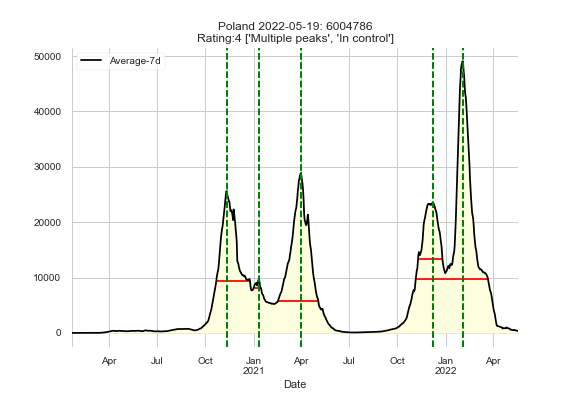 Poland 2022-05-19: 6004786
Rating:4 ['Multiple peaks', 'In control']
Average-7d
50000
40000
30000
20000
10000
0
Apr Jul Oct Jan Apr Jul Oct Jan Apr
2021 2022
Date